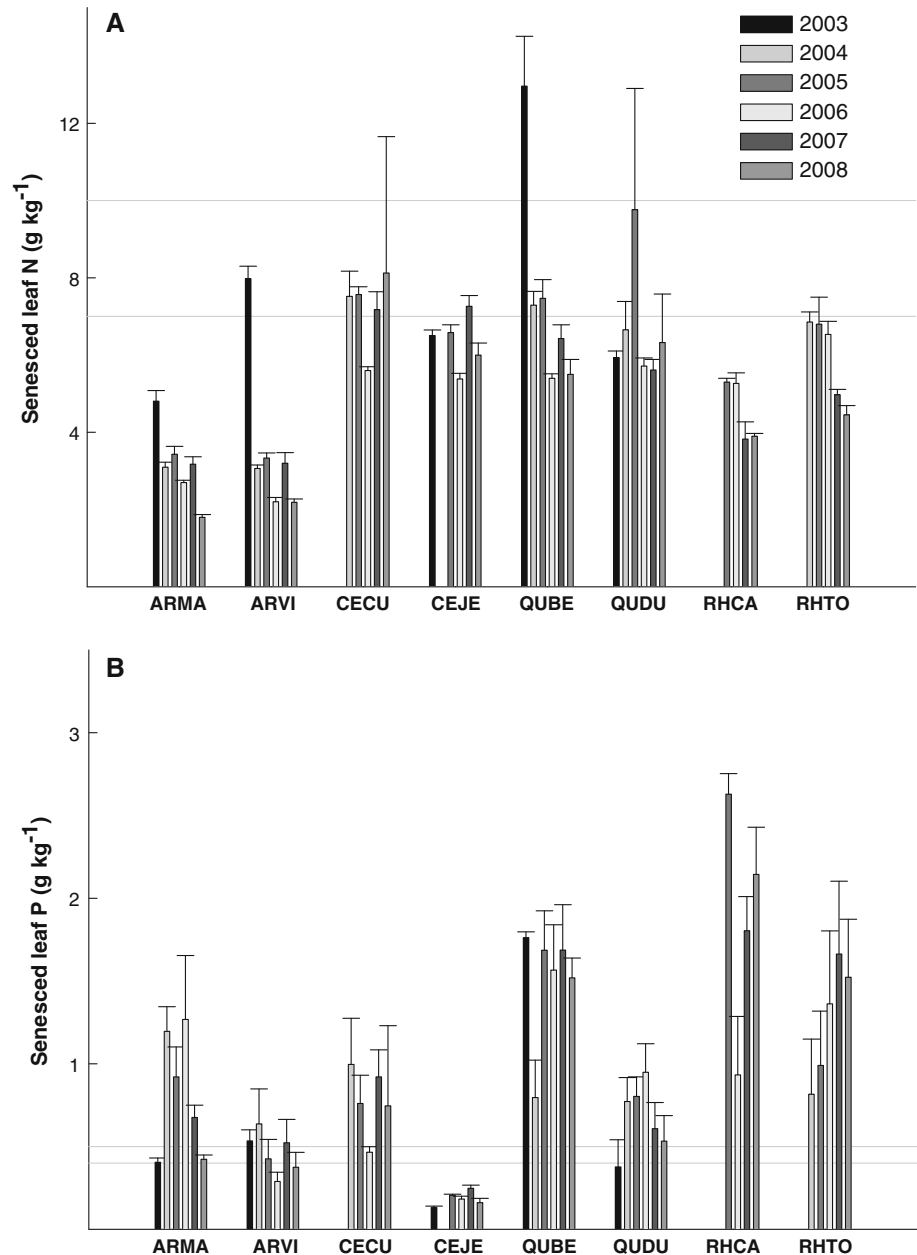 A
2003
2004
2005
2006
2007
2008
12
8
4
Senesced leaf N (g kg⁻¹)
ARMA ARVI CECU CEJE QUBE QUDU RHCA RHTO
B
3
2
1
Senesced leaf P (g kg⁻¹)
ARMA ARVI CECU CEJE QUBE QUDU RHCA RHTO